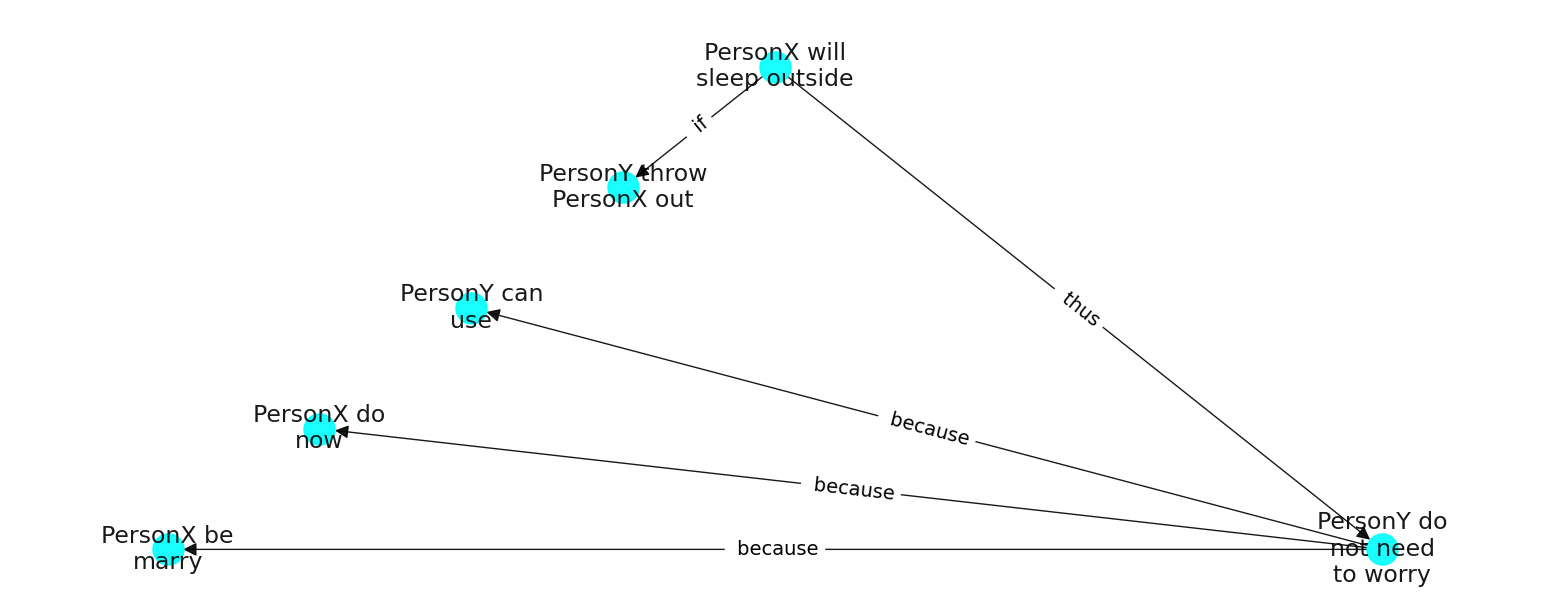 PersonX will
sleep outside
if
PersonY throw
PersonX out
PersonY can
use
thus
PersonX do
now
because
because
PersonX be
marry
because
PersonY do
not need
to worry